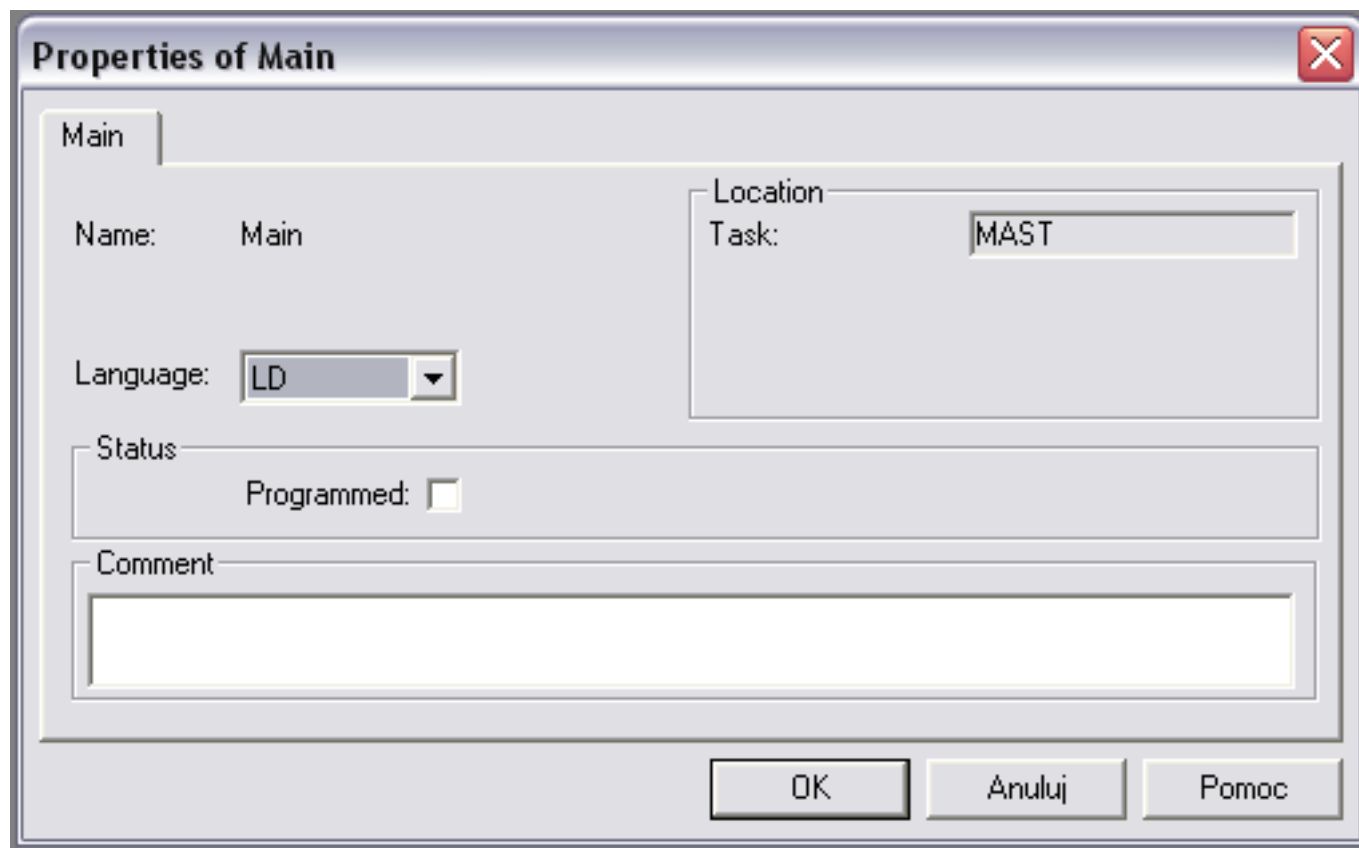 Properties of Main
Main
Name: Main
Location
Task: MAST
Language: LD
Status
Programmed:
Comment
OK Anuluj Pomoc